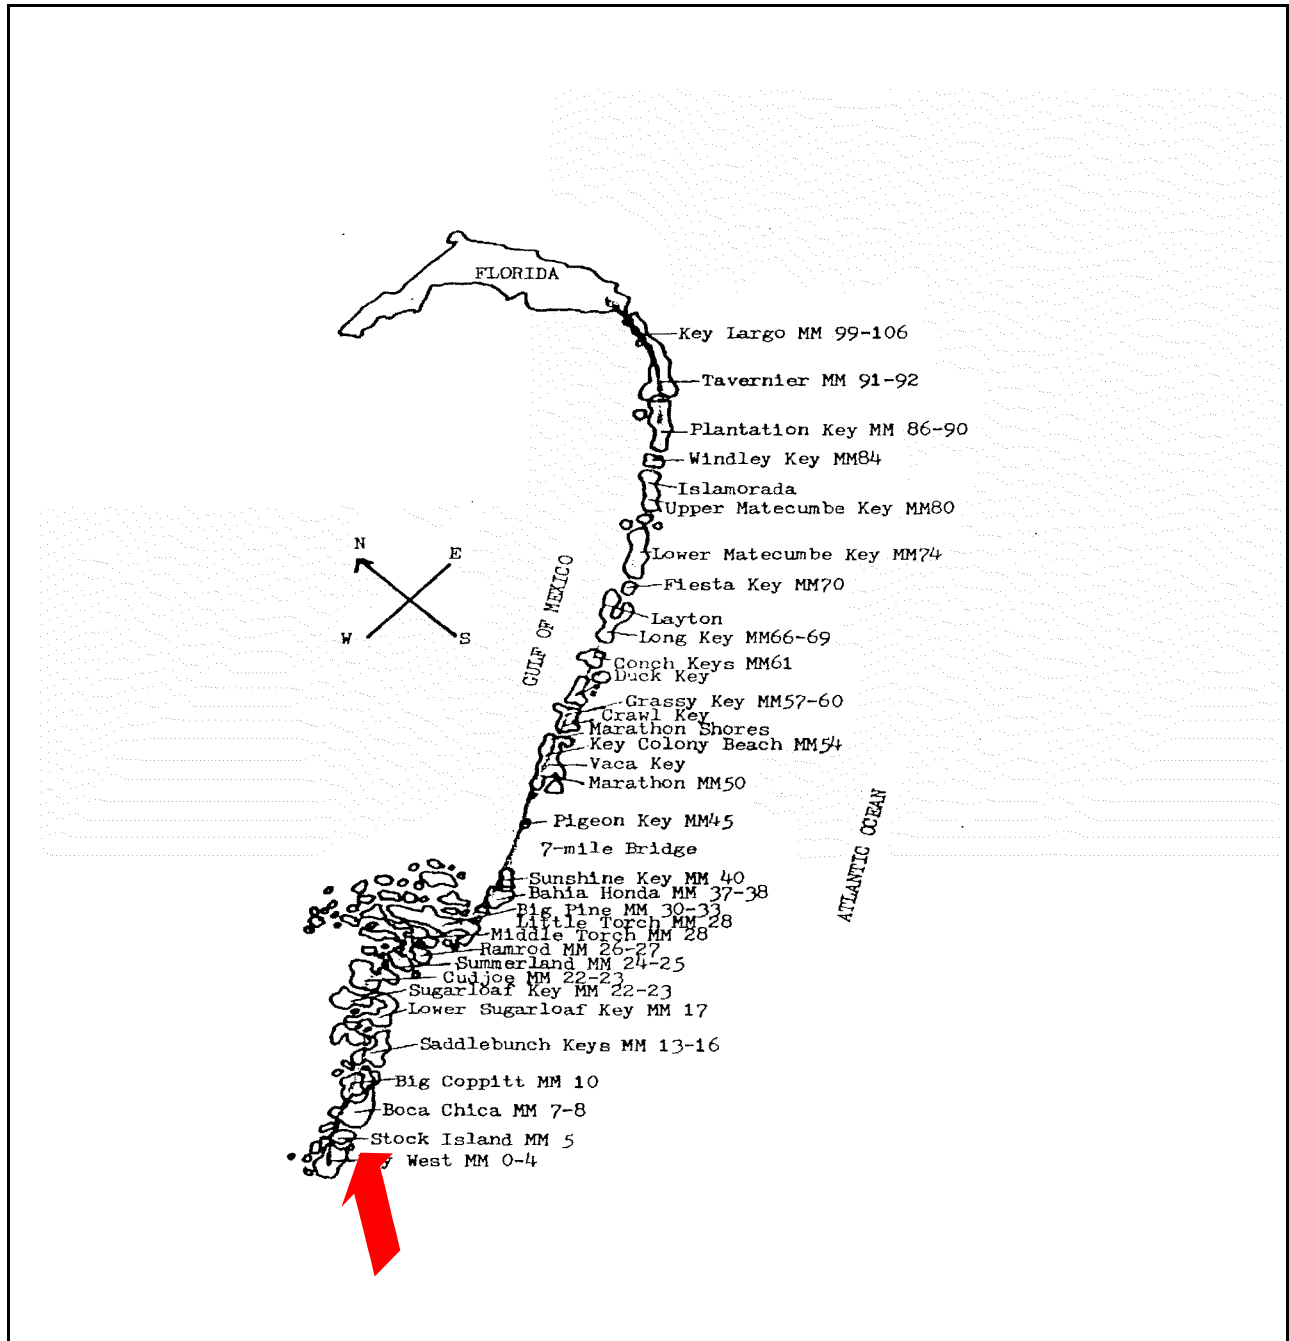 FLORIDA
Key Largo MM 99-106
Tavernier MM 91-92
Plantation Key MM 86-90
Windley Key MM84
Islamorada
Upper Matecumbe Key MM80
N
E
W
S
Lower Matecumbe Key MM74
GULF OF MEXICO
Fiesta Key MM70
Layton
Long Key MM66-69
Conch Keys MM61
Duck Key
Grassy Key MM57-60
Crawl Key
Marathon Shores
Key Colony Beach MM54
Vaca Key
Marathon MM50
ATLANTIC OCEAN
Pigeon Key MM45
7-mile Bridge
Sunshine Key MM 40
Bahia Honda MM 37-38
Big Pine MM 30-33
Little Torch MM 28
Middle Torch MM 28
Ramrod MM 26-27
Summerland MM 24-25
Cudjoe MM 22-23
Sugarloaf Key MM 22-23
Lower Sugarloaf Key MM 17
Saddlebunch Keys MM 13-16
Big Coppitt MM 10
Boca Chica MM 7-8
Stock Island MM 5
y West MM 0-4